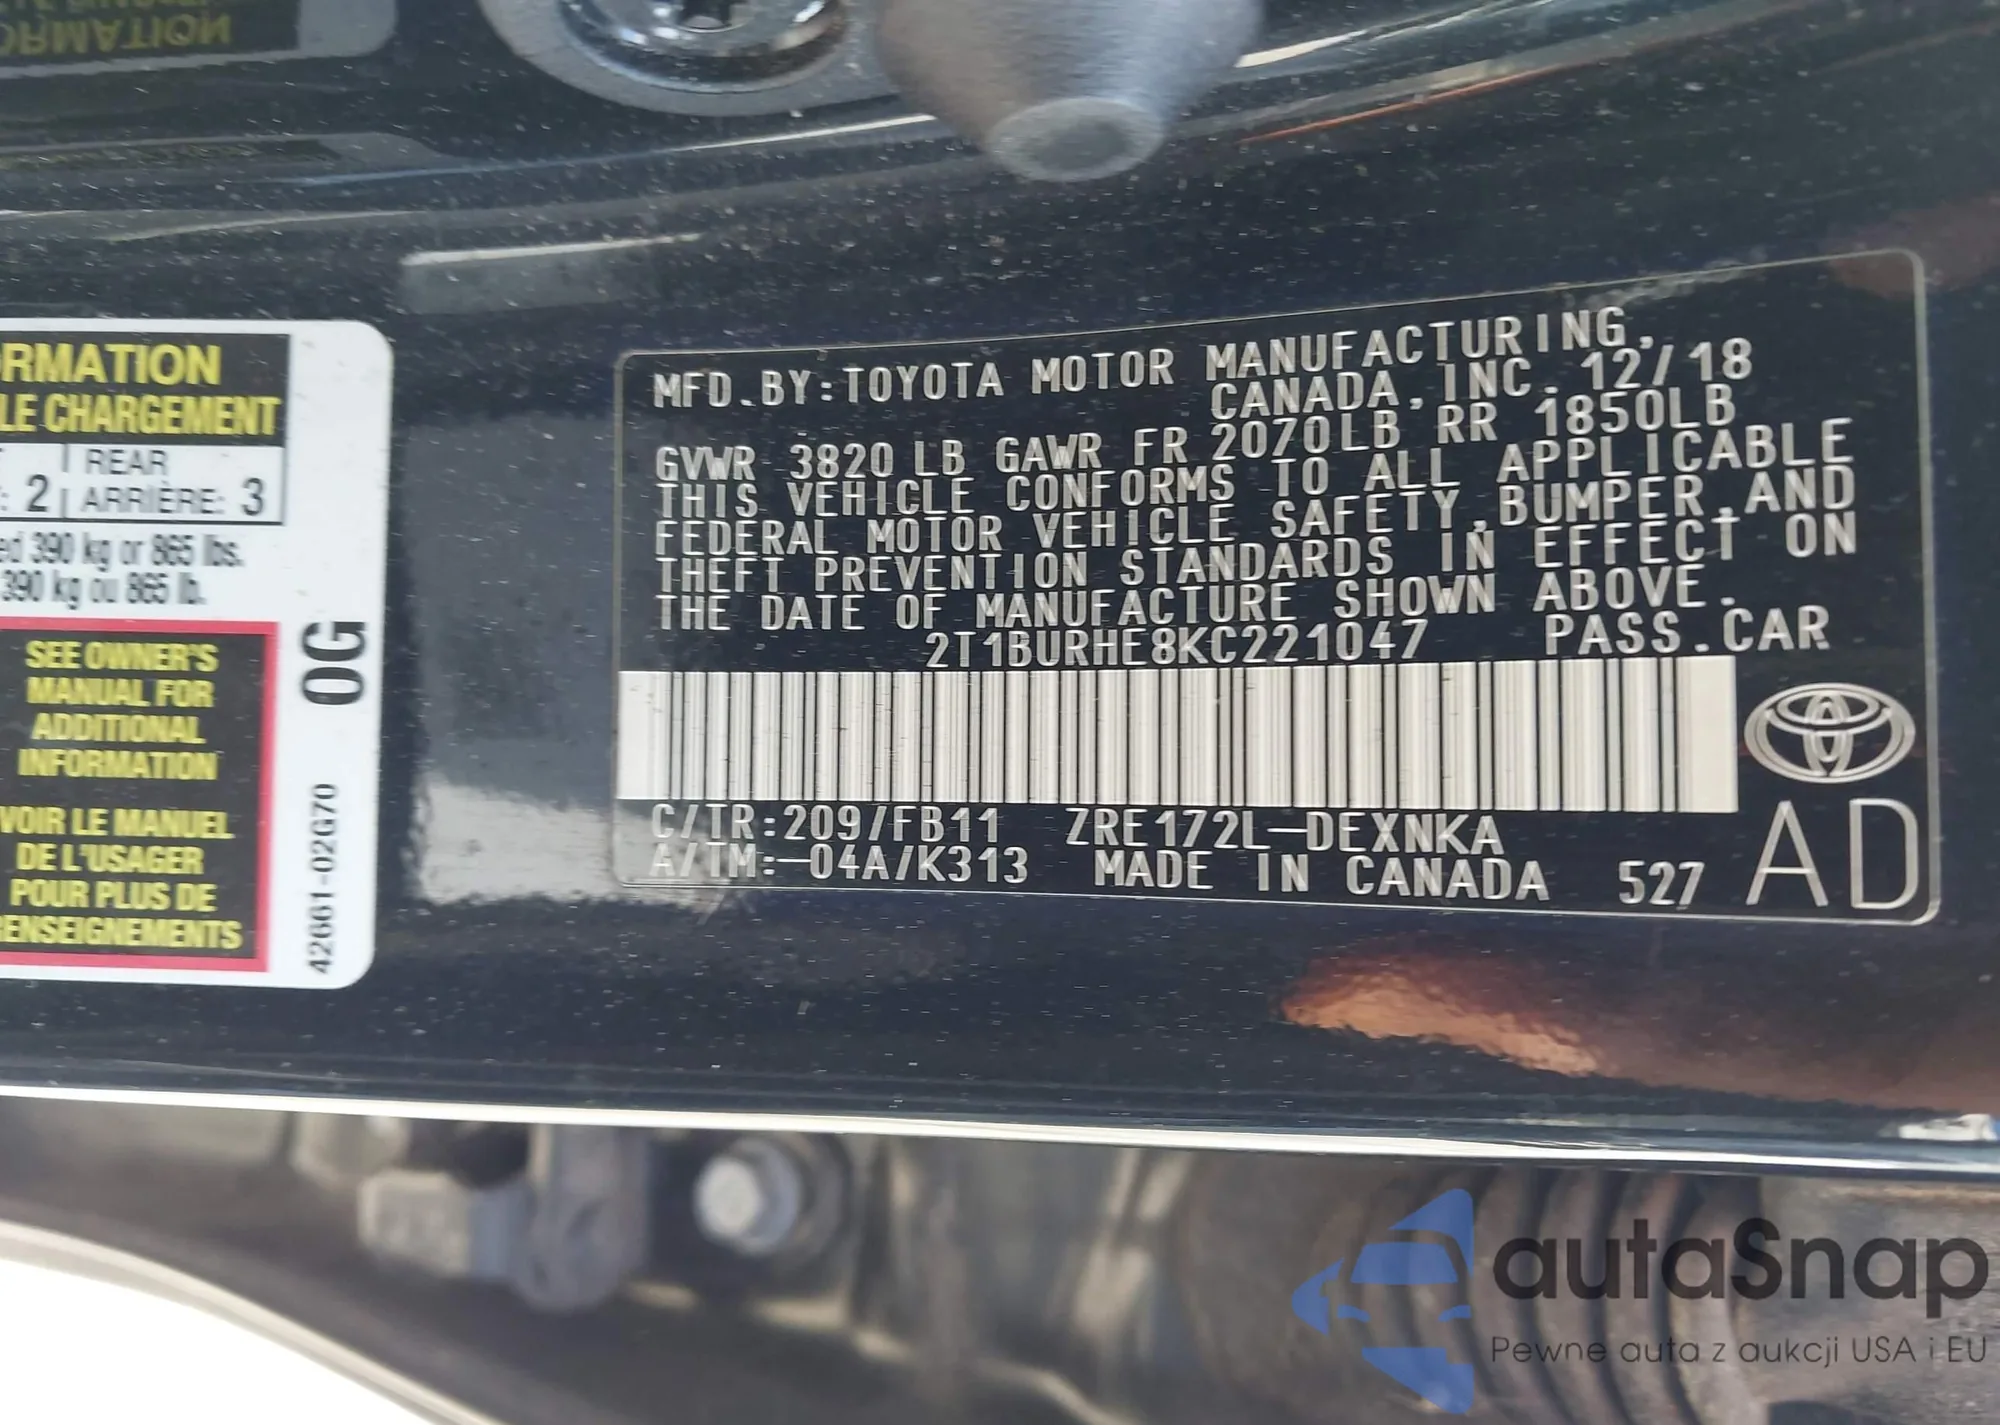 RMATION
LE CHARGEMENT
REAR
: 2 ARRIÈRE: 3
ed 390 kg or 865 lbs.
390 kg ou 865 lb.
SEE OWNER'S
MANUAL FOR
ADDITIONAL
INFORMATION
VOIR LE MANUEL
DE L'USAGER
POUR PLUS DE
RENSEIGNEMENTS
0G
42661-02G70
MFD.BY:TOYOTA MOTOR MANUFACTURING,
CANADA,INC. 12/18
GVWR 3820 LB GAWR FR 2070LB RR 1850LB
THIS VEHICLE CONFORMS TO ALL APPLICABLE
FEDERAL MOTOR VEHICLE SAFETY,BUMPER,AND
THEFT PREVENTION STANDARDS IN EFFECT ON
THE DATE OF MANUFACTURE SHOWN ABOVE.
2T1BURHE8KC221047 PASS.CAR
C/TR:209/FB11 ZRE172L-DEXNKA
A/TM:-04A/K313 MADE IN CANADA 527
AD
autaSnap
Pewne auta z aukcji USA i EU